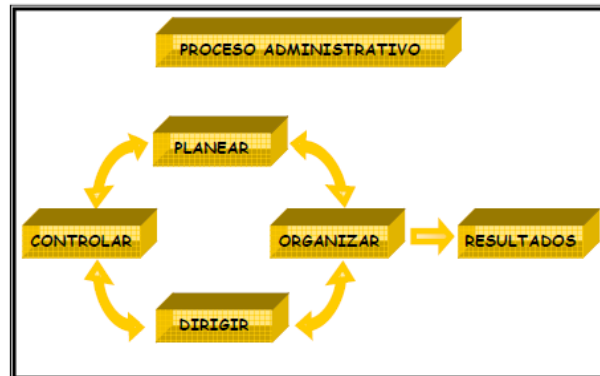 PROCESO ADMINISTRATIVO
PLANEAR
CONTROLAR
ORGANIZAR
RESULTADOS
DIRIGIR